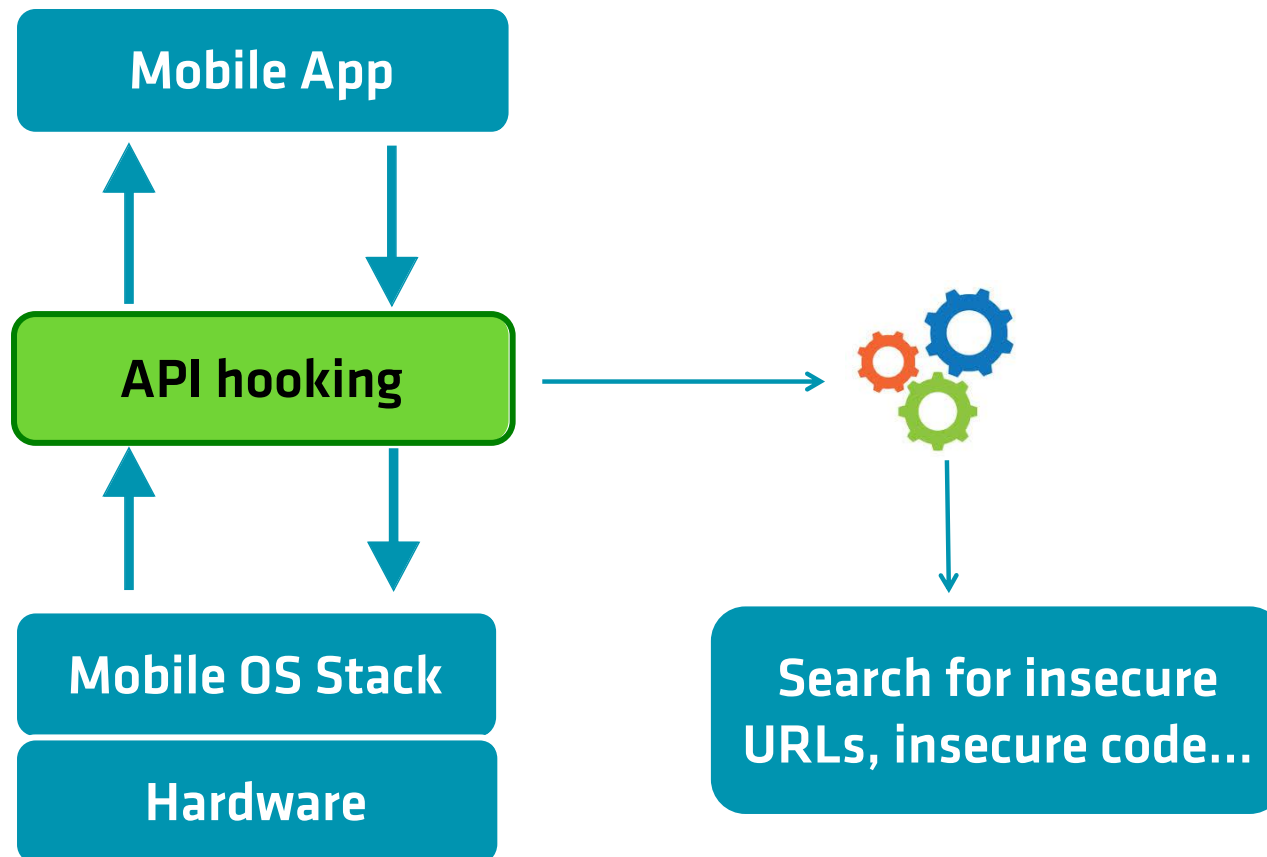 Mobile App
API hooking
Mobile OS Stack
Hardware
Search for insecure
URLs, insecure code...